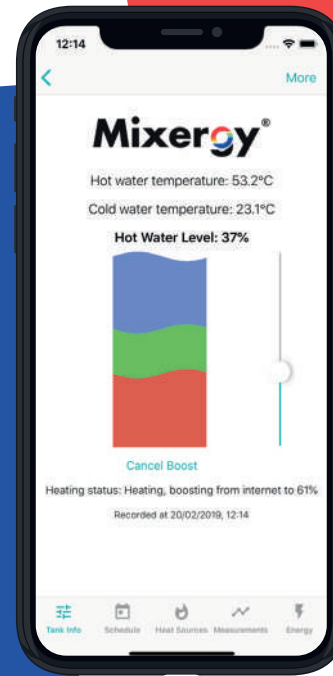 12:14
More
Mixergy®
Hot water temperature: 53.2°C
Cold water temperature: 23.1°C
Hot Water Level: 37%
Cancel Boost
Heating status: Heating, boosting from internet to 61%
Recorded at 20/02/2019, 12:14
Tank Info Schedule Heat Sources Measurements Energy